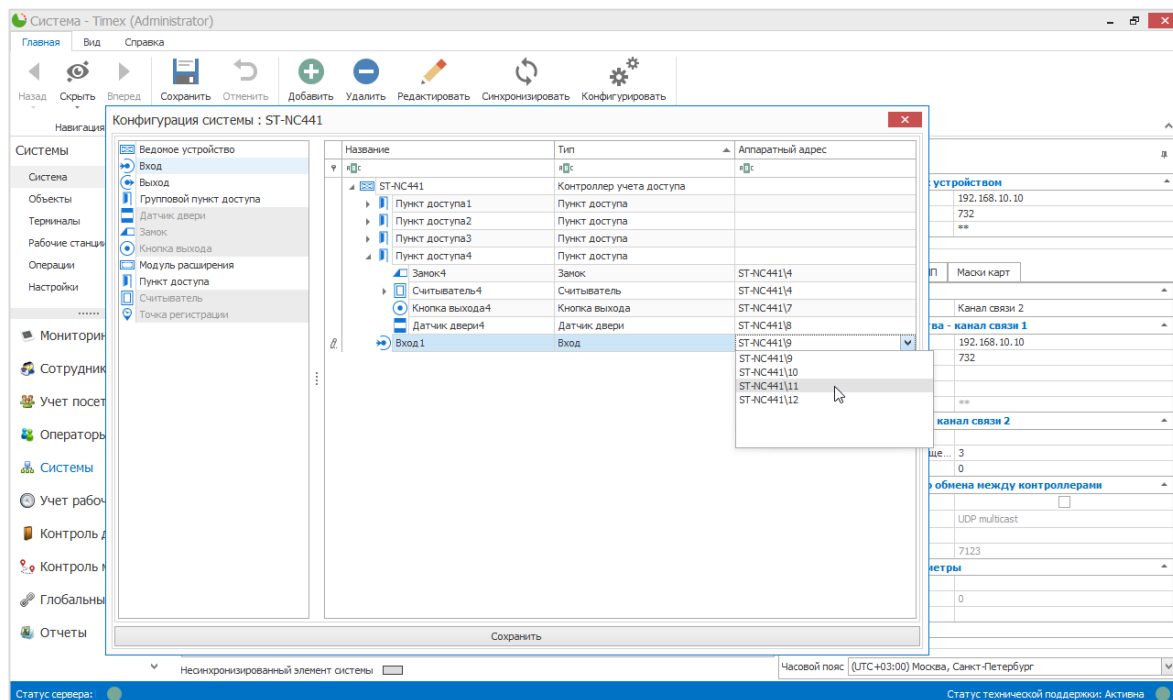 Система - Timex (Administrator)
Главная Вид Справка
Назад Скрыть Вперед Сохранить Отменить Добавить Удалить Редактировать Синхронизировать Конфигурировать
Навигация
Конфигурация системы : ST-NC441
Системы
Система
Объекты
Терминалы
Рабочие станции
Операции
Настройки
Мониторин
Сотрудник
Учет посет
Операторы
Системы
Учет рабоч
Контроль д
Контроль м
Глобальны
Отчеты
Ведомое устройство
Вход
Выход
Групповой пункт доступа
Датчик двери
Замок
Кнопка выхода
Модуль расширения
Пункт доступа
Считыватель
Точка регистрации
Название Тип Аппаратный адрес
ST-NC441 Контроллер учета доступа
Пункт доступа1 Пункт доступа
Пункт доступа2 Пункт доступа
Пункт доступа3 Пункт доступа
Пункт доступа4 Пункт доступа
Замок4 Замок ST-NC441\4
Считыватель4 Считыватель ST-NC441\4
Кнопка выхода4 Кнопка выхода ST-NC441\7
Датчик двери4 Датчик двери ST-NC441\8
Вход1 Вход ST-NC441\9
ST-NC441\9
ST-NC441\10
ST-NC441\11
ST-NC441\12
Сохранить
с устройством
192.168.10.10
732
**
Маски карт
Канал связи 2
ва - канал связи 1
192.168.10.10
732
**
канал связи 2
ще... 3
0
о обмена между контроллерами
UDP multicast
7123
метры
0
Несинхронизированный элемент системы
Часовой пояс (UTC+03:00) Москва, Санкт-Петербург
Статус сервера: Статус технической поддержки: Активна